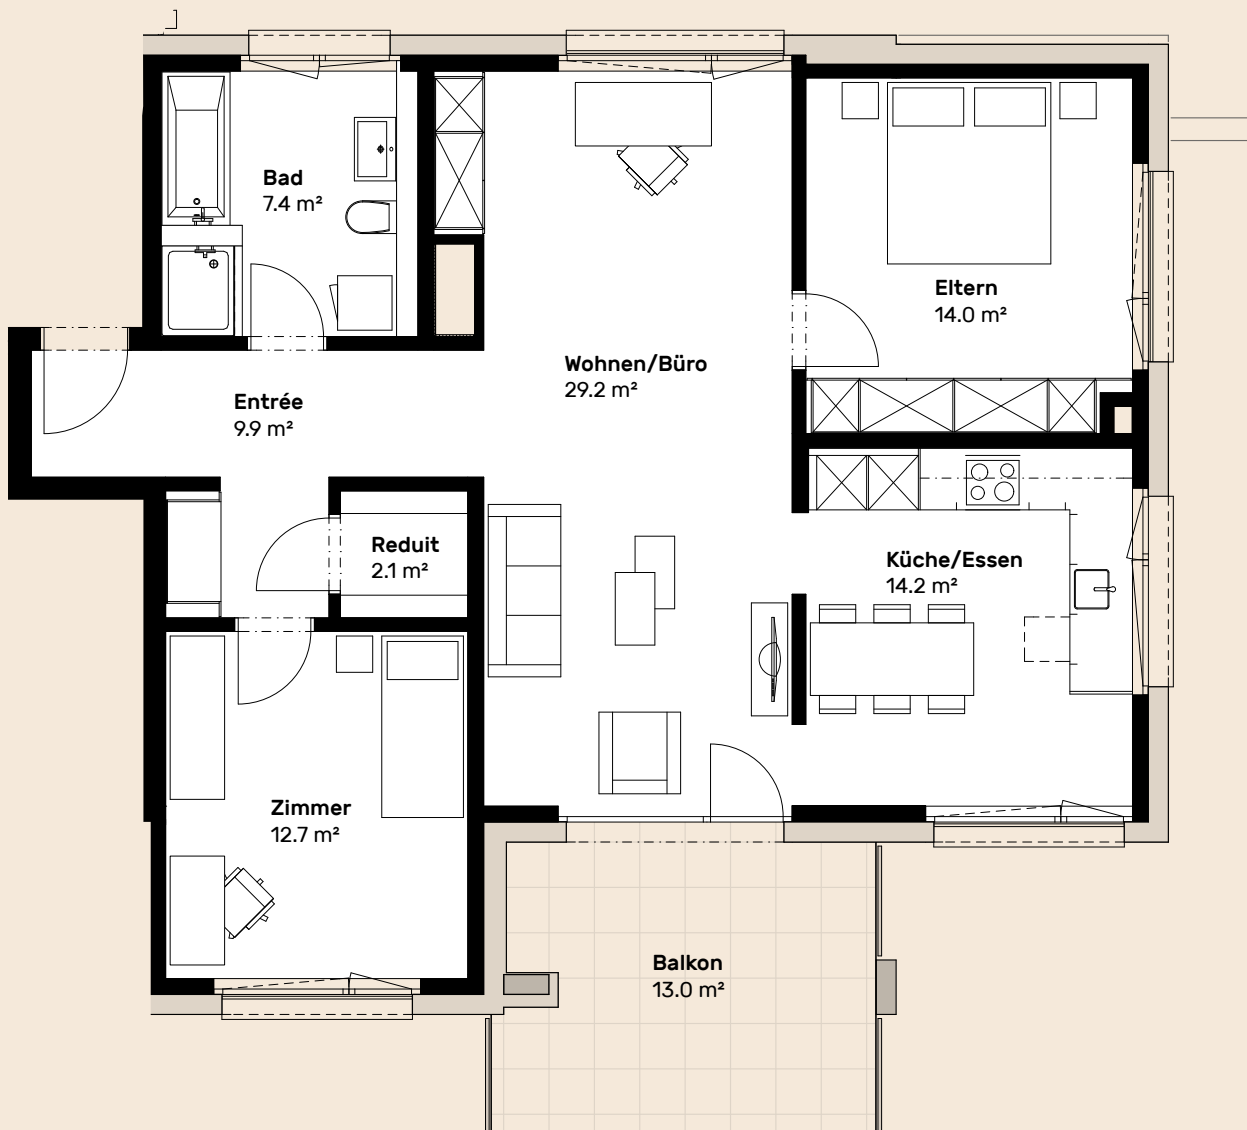 Bad
7.4 m²
Eltern
14.0 m²
Wohnen/Büro
29.2 m²
Entrée
9.9 m²
Reduit
2.1 m²
Küche/Essen
14.2 m²
Zimmer
12.7 m²
Balkon
13.0 m²